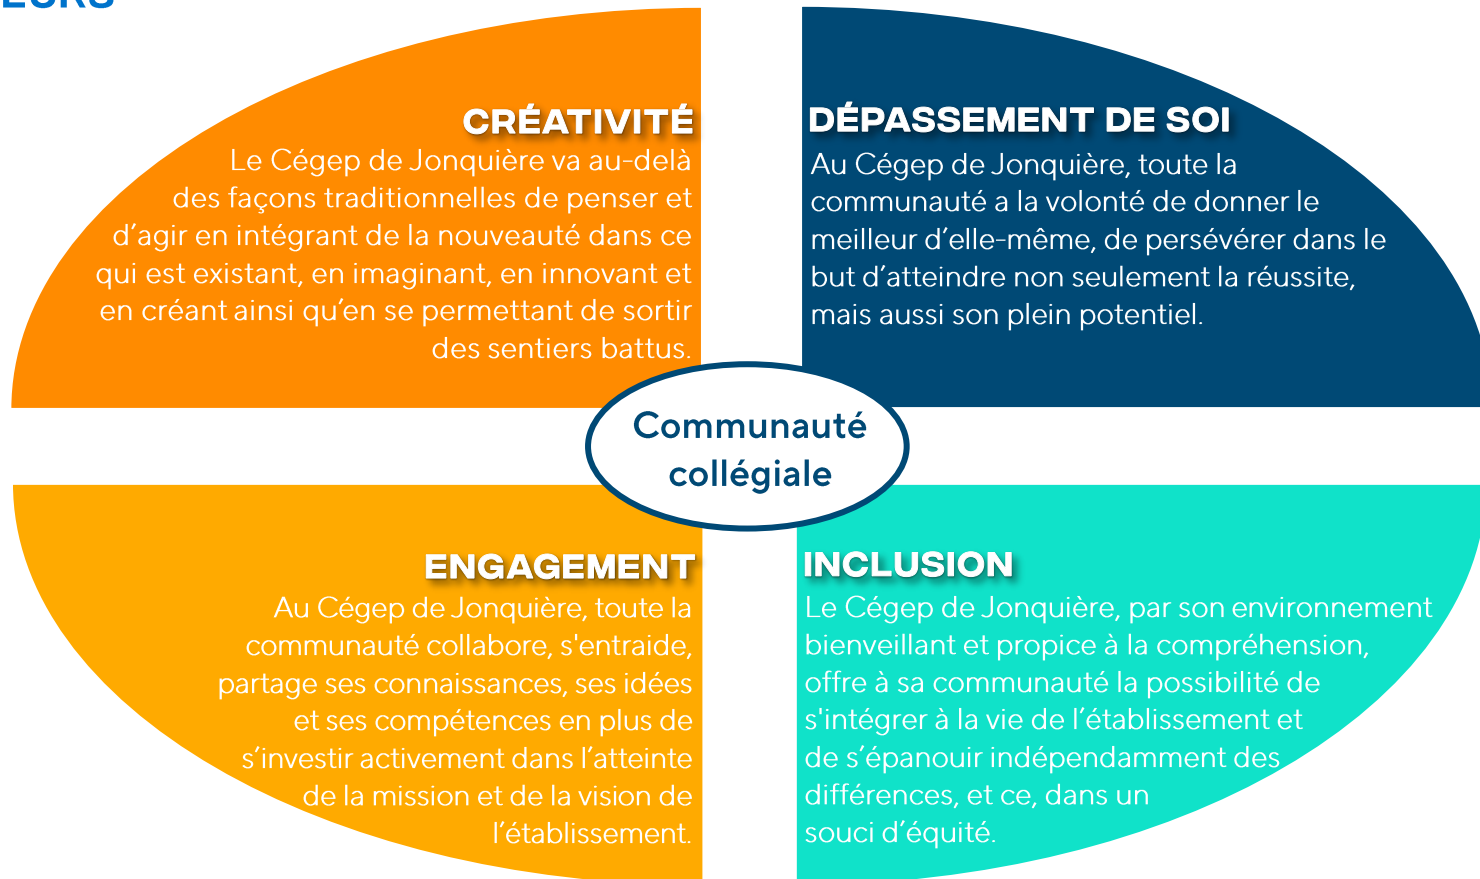 CRÉATIVITÉ
Le Cégep de Jonquière va au-delà
des façons traditionnelles de penser et
d’agir en intégrant de la nouveauté dans ce
qui est existant, en imaginant, en innovant et
en créant ainsi qu’en se permettant de sortir
des sentiers battus.
DÉPASSEMENT DE SOI
Au Cégep de Jonquière, toute la
communauté a la volonté de donner le
meilleur d’elle-même, de persévérer dans le
but d’atteindre non seulement la réussite,
mais aussi son plein potentiel.
Communauté
collégiale
ENGAGEMENT
Au Cégep de Jonquière, toute la
communauté collabore, s'entraide,
partage ses connaissances, ses idées
et ses compétences en plus de
s’investir activement dans l’atteinte
de la mission et de la vision de
l’établissement.
INCLUSION
Le Cégep de Jonquière, par son environnement
bienveillant et propice à la compréhension,
offre à sa communauté la possibilité de
s'intégrer à la vie de l’établissement et
de s’épanouir indépendamment des
différences, et ce, dans un
souci d’équité.